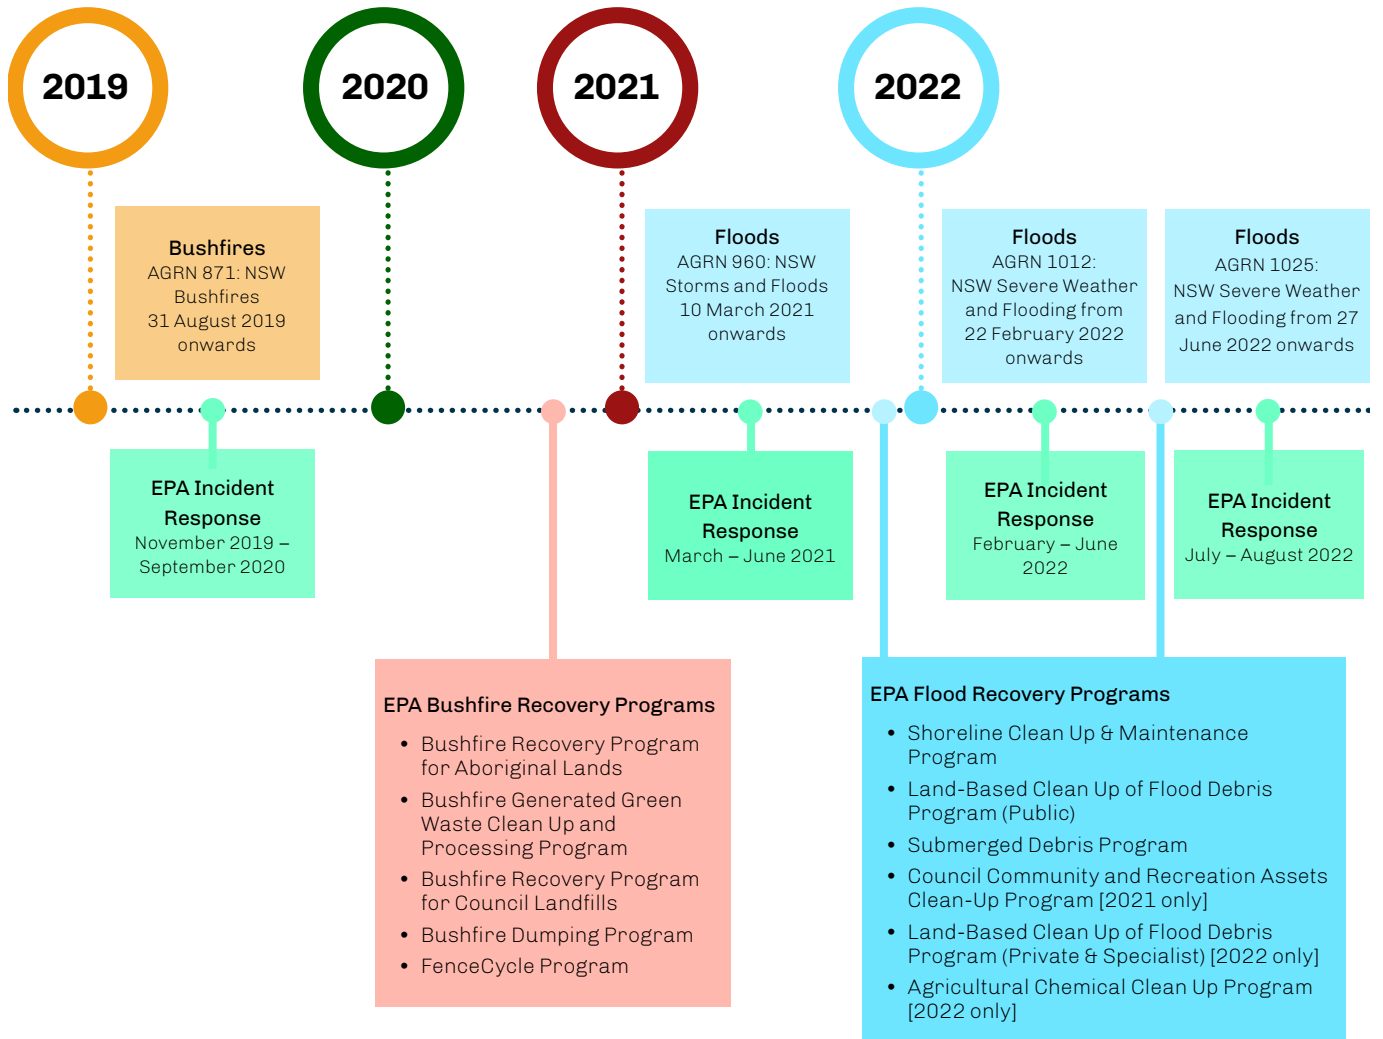 2019
2020
2021
2022
Bushfires
AGRN 871: NSW
Bushfires
31 August 2019
onwards
Floods
AGRN 960: NSW
Storms and Floods
10 March 2021
onwards
Floods
AGRN 1012:
NSW Severe Weather
and Flooding from
22 February 2022
onwards
Floods
AGRN 1025:
NSW Severe Weather
and Flooding from 27
June 2022 onwards
EPA Incident
Response
November 2019 –
September 2020
EPA Incident
Response
March – June 2021
EPA Incident
Response
February – June
2022
EPA Incident
Response
July – August 2022
EPA Bushfire Recovery Programs
• Bushfire Recovery Program
for Aboriginal Lands
• Bushfire Generated Green
Waste Clean Up and
Processing Program
• Bushfire Recovery Program
for Council Landfills
• Bushfire Dumping Program
• FenceCycle Program
EPA Flood Recovery Programs
• Shoreline Clean Up & Maintenance
Program
• Land-Based Clean Up of Flood Debris
Program (Public)
• Submerged Debris Program
• Council Community and Recreation Assets
Clean-Up Program [2021 only]
• Land-Based Clean Up of Flood Debris
Program (Private & Specialist) [2022 only]
• Agricultural Chemical Clean Up Program
[2022 only]